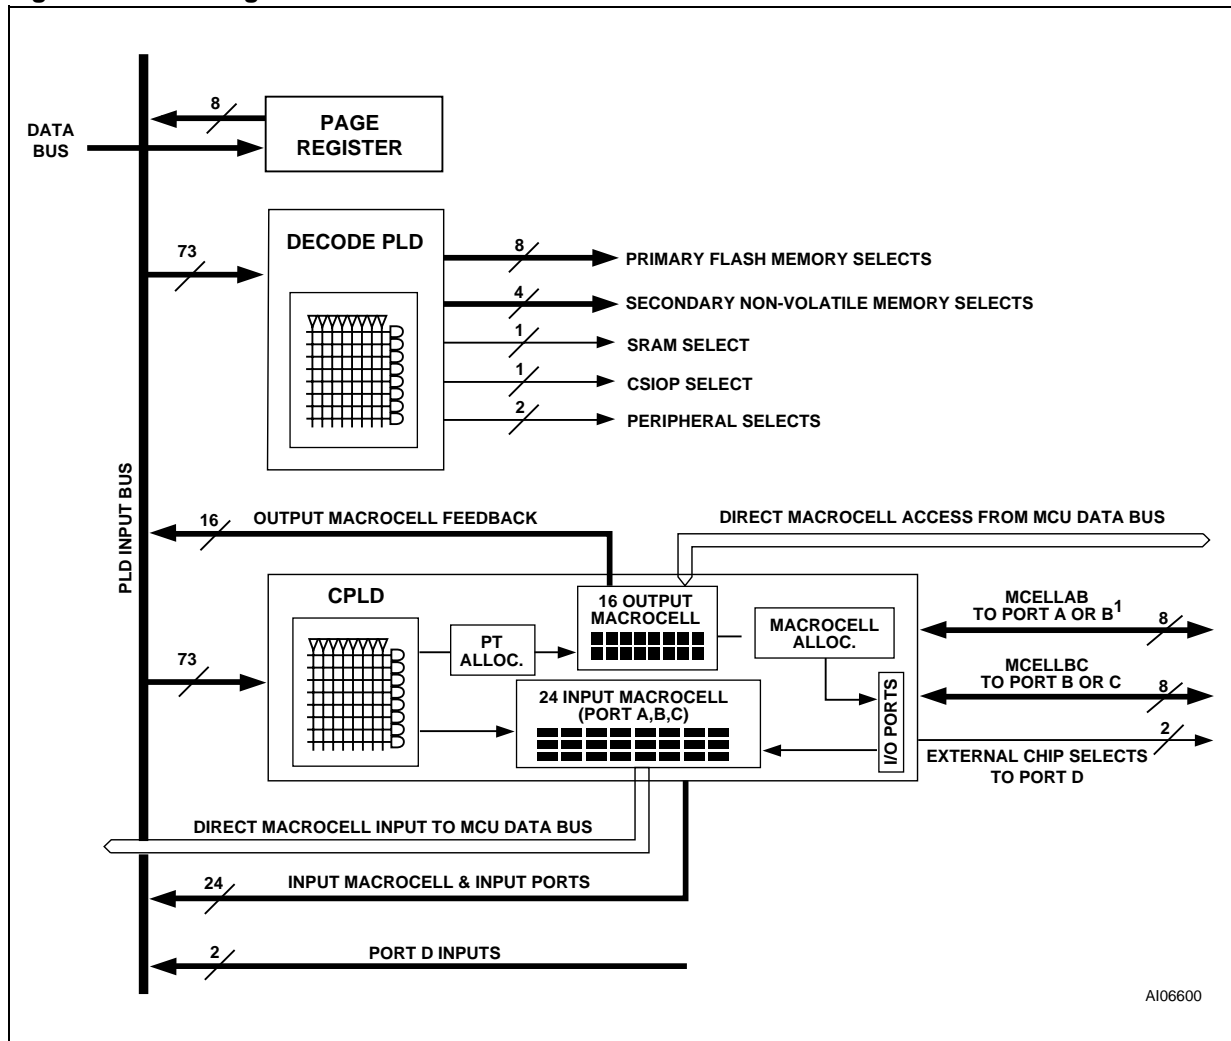 8
PAGE
REGISTER
DATA
BUS
73
DECODE PLD
8
PRIMARY FLASH MEMORY SELECTS
4
SECONDARY NON-VOLATILE MEMORY SELECTS
1
SRAM SELECT
1
CSIOP SELECT
2
PERIPHERAL SELECTS
PLD INPUT BUS
16
OUTPUT MACROCELL FEEDBACK
DIRECT MACROCELL ACCESS FROM MCU DATA BUS
CPLD
16 OUTPUT
MACROCELL
MACROCELL
ALLOC.
MCELLAB
TO PORT A OR B1
8
PT
ALLOC.
73
24 INPUT MACROCELL
(PORT A,B,C)
I/O PORTS
MCELLBC
TO PORT B OR C
8
2
EXTERNAL CHIP SELECTS
TO PORT D
DIRECT MACROCELL INPUT TO MCU DATA BUS
24
INPUT MACROCELL & INPUT PORTS
2
PORT D INPUTS
AI06600